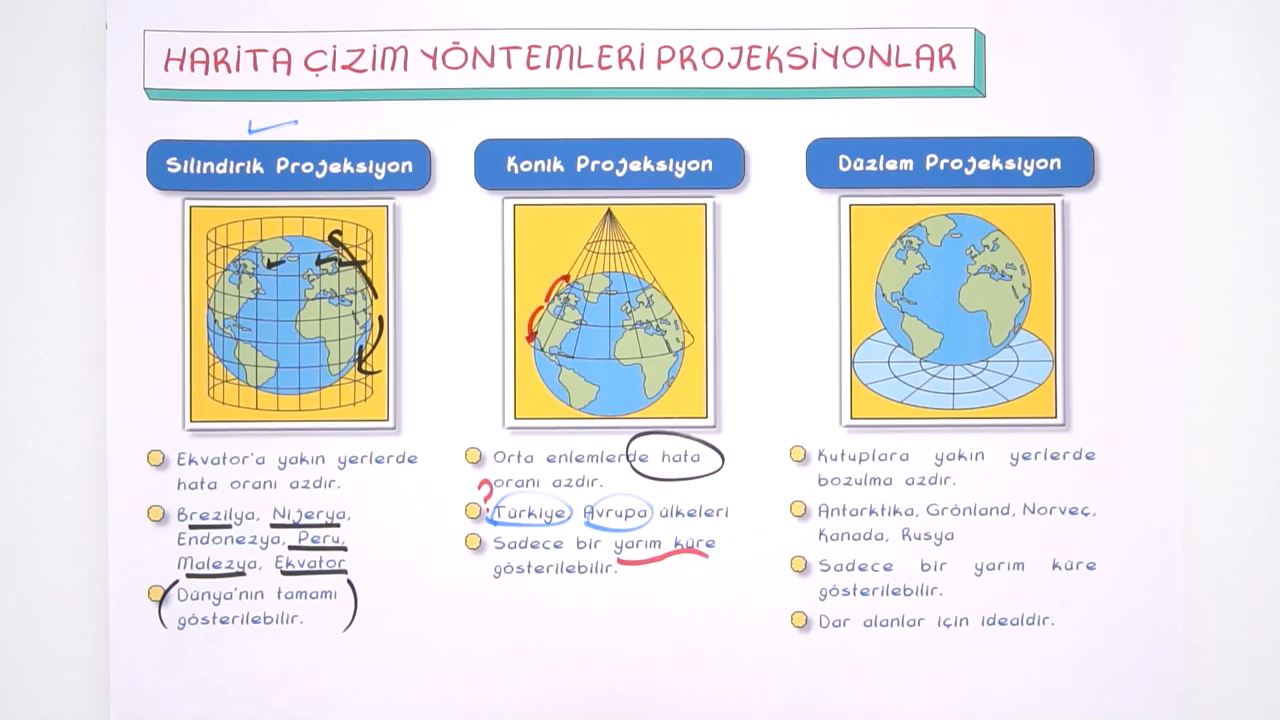 HARİTA ÇİZİM YÖNTEMLERİ PROJEKSİYONLAR
Silindirik Projeksiyon
Ekvator'a yakın yerlerde
hata oranı azdır.
Brezilya, Nijerya,
Endonezya, Peru,
Malezya, Ekvator
Dünya'nın tamamı
gösterilebilir.
Konik Projeksiyon
Orta enlemlerde hata
oranı azdır.
?
Türkiye Avrupa ülkeleri
Sadece bir yarım küre
gösterilebilir.
Düzlem Projeksiyon
Kutuplara yakın yerlerde
bozulma azdır.
Antarktika, Grönland, Norveç,
Kanada, Rusya
Sadece bir yarım küre
gösterilebilir.
Dar alanlar için idealdir.